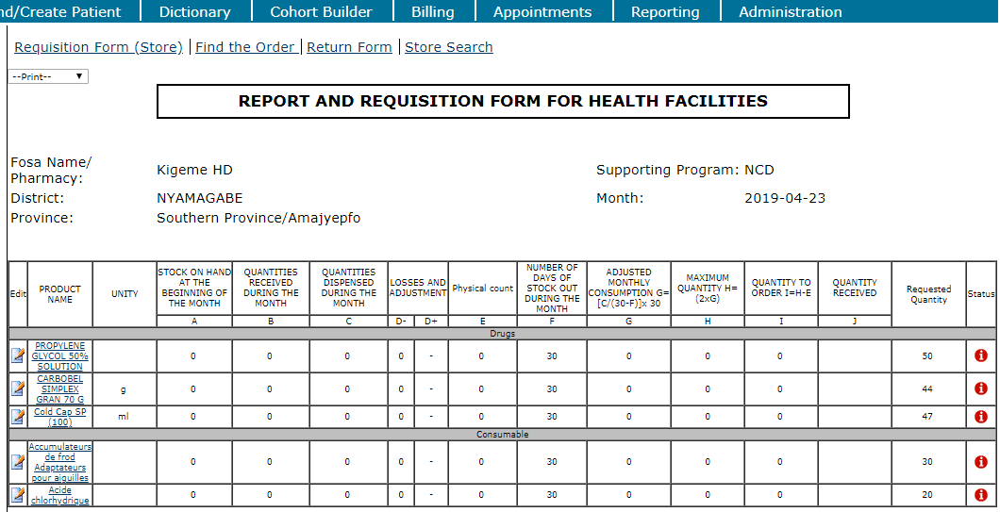 nd/Create Patient Dictionary Cohort Builder Billing Appointments Reporting Administration
Requisition Form (Store) Find the Order Return Form Store Search
--Print--
REPORT AND REQUISITION FORM FOR HEALTH FACILITIES
Fosa Name/
Pharmacy:
Kigeme HD
Supporting Program: NCD
District: NYAMAGABE
Month: 2019-04-23
Province: Southern Province/Amajyepfo
Edit
PRODUCT
NAME
UNITY
STOCK ON HAND
AT THE
BEGINNING OF
THE MONTH
QUANTITIES
RECEIVED
DURING THE
MONTH
QUANTITIES
DISPENSED
DURING THE
MONTH
LOSSES AND
ADJUSTMENT
Physical count
NUMBER OF
DAYS OF
STOCK OUT
DURING THE
MONTH
ADJUSTED
MONTHLY
CONSUMPTION G=
[C/(30-F)]x 30
MAXIMUM
QUANTITY H=
(2xG)
QUANTITY TO
ORDER I=H-E
QUANTITY
RECEIVED
Requested
Quantity
Status
A B C D- D+ E F G H I J
Drugs
PROPYLENE
GLYCOL 50%
SOLUTION
0 0 0 0 - 0 30 0 0 0 50
CARBOBEL
SIMPLEX
GRAN 70 G
g 0 0 0 0 - 0 30 0 0 0 44
Cold Cap SP
(100)
ml 0 0 0 0 - 0 30 0 0 0 47
Consumable
Accumulateurs
de frod
Adaptateurs
pour aiguilles
0 0 0 0 - 0 30 0 0 0 30
Acide
chlorhydrique
0 0 0 0 - 0 30 0 0 0 20